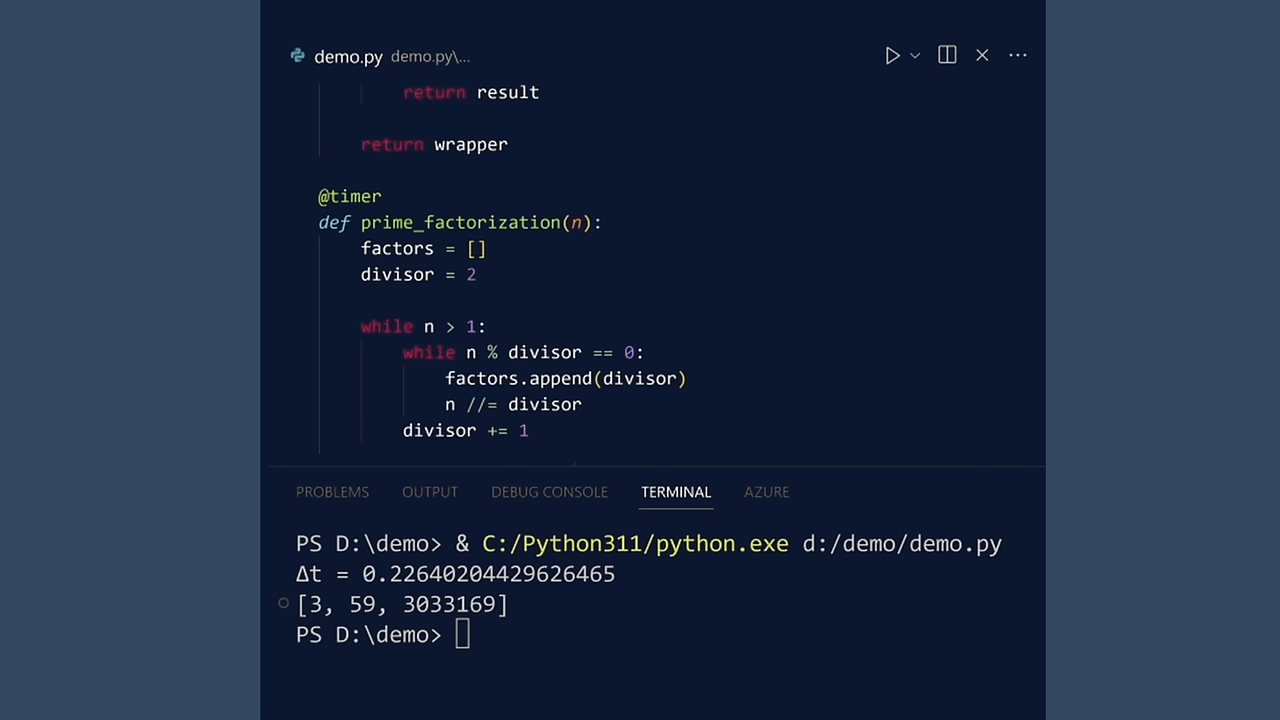 demo.py demo.py\...
return result
return wrapper
@timer
def prime_factorization(n):
factors = []
divisor = 2
while n > 1:
while n % divisor == 0:
factors.append(divisor)
n //= divisor
divisor += 1
PROBLEMS OUTPUT DEBUG CONSOLE TERMINAL AZURE
PS D:\demo> & C:/Python311/python.exe d:/demo/demo.py
Δt = 0.22640204429626465
[3, 59, 3033169]
PS D:\demo>